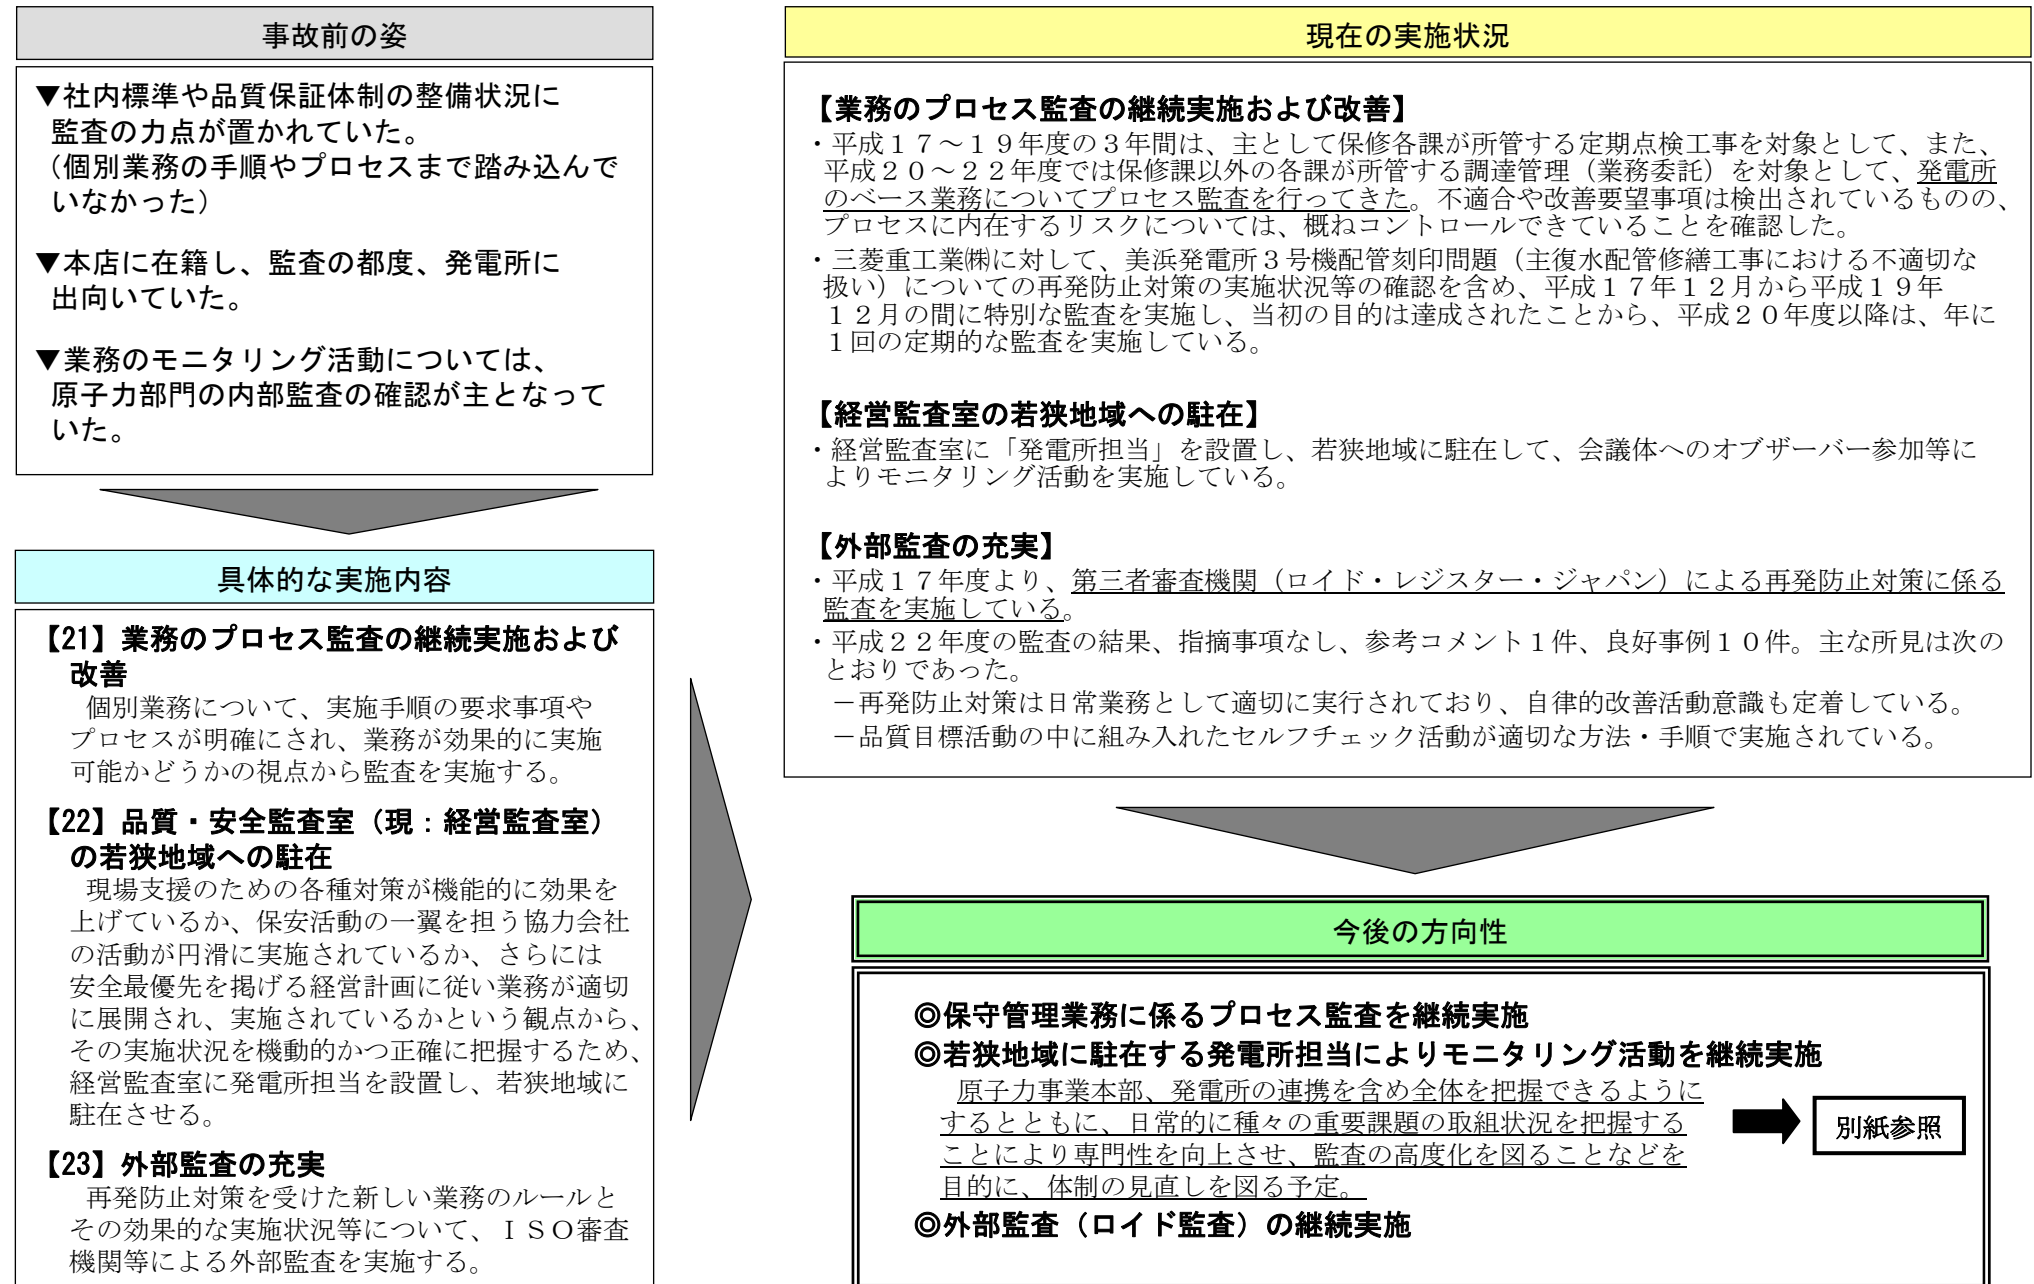 事故前の姿
▼社内標準や品質保証体制の整備状況に
監査の力点が置かれていた。
（個別業務の手順やプロセスまで踏み込んで
いなかった）
▼本店に在籍し、監査の都度、発電所に
出向いていた。
▼業務のモニタリング活動については、
原子力部門の内部監査の確認が主となって
いた。
具体的な実施内容
【21】業務のプロセス監査の継続実施および
改善
個別業務について、実施手順の要求事項や
プロセスが明確にされ、業務が効果的に実施
可能かどうかの視点から監査を実施する。
【22】品質・安全監査室（現：経営監査室）
の若狭地域への駐在
現場支援のための各種対策が機能的に効果を
上げているか、保安活動の一翼を担う協力会社
の活動が円滑に実施されているか、さらには
安全最優先を掲げる経営計画に従い業務が適切
に展開され、実施されているかという観点から、
その実施状況を機動的かつ正確に把握するため、
経営監査室に発電所担当を設置し、若狭地域に
駐在させる。
【23】外部監査の充実
再発防止対策を受けた新しい業務のルールと
その効果的な実施状況等について、ＩＳＯ審査
機関等による外部監査を実施する。
現在の実施状況
【業務のプロセス監査の継続実施および改善】
・平成１７～１９年度の３年間は、主として保修各課が所管する定期点検工事を対象として、また、
平成２０～２２年度では保修課以外の各課が所管する調達管理（業務委託）を対象として、発電所
のベース業務についてプロセス監査を行ってきた。不適合や改善要望事項は検出されているものの、
プロセスに内在するリスクについては、概ねコントロールできていることを確認した。
・三菱重工業㈱に対して、美浜発電所３号機配管刻印問題（主復水配管修繕工事における不適切な
扱い）についての再発防止対策の実施状況等の確認を含め、平成１７年１２月から平成１９年
１２月の間に特別な監査を実施し、当初の目的は達成されたことから、平成２０年度以降は、年に
１回の定期的な監査を実施している。
【経営監査室の若狭地域への駐在】
・経営監査室に「発電所担当」を設置し、若狭地域に駐在して、会議体へのオブザーバー参加等に
よりモニタリング活動を実施している。
【外部監査の充実】
・平成１７年度より、第三者審査機関（ロイド・レジスター・ジャパン）による再発防止対策に係る
監査を実施している。
・平成２２年度の監査の結果、指摘事項なし、参考コメント１件、良好事例１０件。主な所見は次の
とおりであった。
－再発防止対策は日常業務として適切に実行されており、自律的改善活動意識も定着している。
－品質目標活動の中に組み入れたセルフチェック活動が適切な方法・手順で実施されている。
今後の方向性
◎保守管理業務に係るプロセス監査を継続実施
◎若狭地域に駐在する発電所担当によりモニタリング活動を継続実施
原子力事業本部、発電所の連携を含め全体を把握できるように
するとともに、日常的に種々の重要課題の取組状況を把握する
ことにより専門性を向上させ、監査の高度化を図ることなどを
目的に、体制の見直しを図る予定。
◎外部監査（ロイド監査）の継続実施
別紙参照